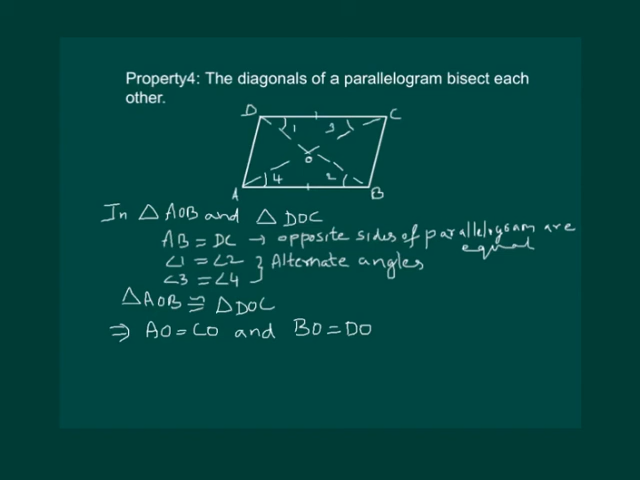 Property4: The diagonals of a parallelogram bisect each
other.
D C
1 3
O
4 2
A B
In △ AOB and △ DOC
AB = DC → opposite sides of parallelogram are
equal
∠1 = ∠2 } Alternate angles
∠3 = ∠4
△AOB ≅ △DOC
⇒ AO = CO and BO = DO